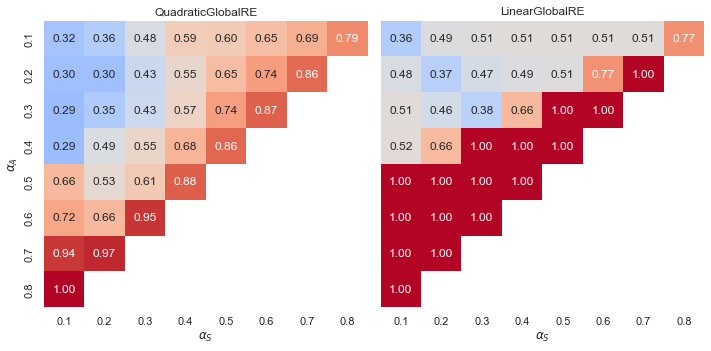 QuadraticGlobalRE
LinearGlobalRE
0.1 0.32 0.36 0.48 0.59 0.60 0.65 0.69 0.79
0.36 0.49 0.51 0.51 0.51 0.51 0.51 0.77
0.2 0.30 0.30 0.43 0.55 0.65 0.74 0.86
0.48 0.37 0.47 0.49 0.51 0.77 1.00
0.3 0.29 0.35 0.43 0.57 0.74 0.87
0.51 0.46 0.38 0.66 1.00 1.00
0.4 0.29 0.49 0.55 0.68 0.86
0.52 0.66 1.00 1.00 1.00
α_A
0.5 0.66 0.53 0.61 0.88
1.00 1.00 1.00 1.00
0.6 0.72 0.66 0.95
1.00 1.00 1.00
0.7 0.94 0.97
1.00 1.00
0.8 1.00
1.00
0.1 0.2 0.3 0.4 0.5 0.6 0.7 0.8
0.1 0.2 0.3 0.4 0.5 0.6 0.7 0.8
α_S
α_S